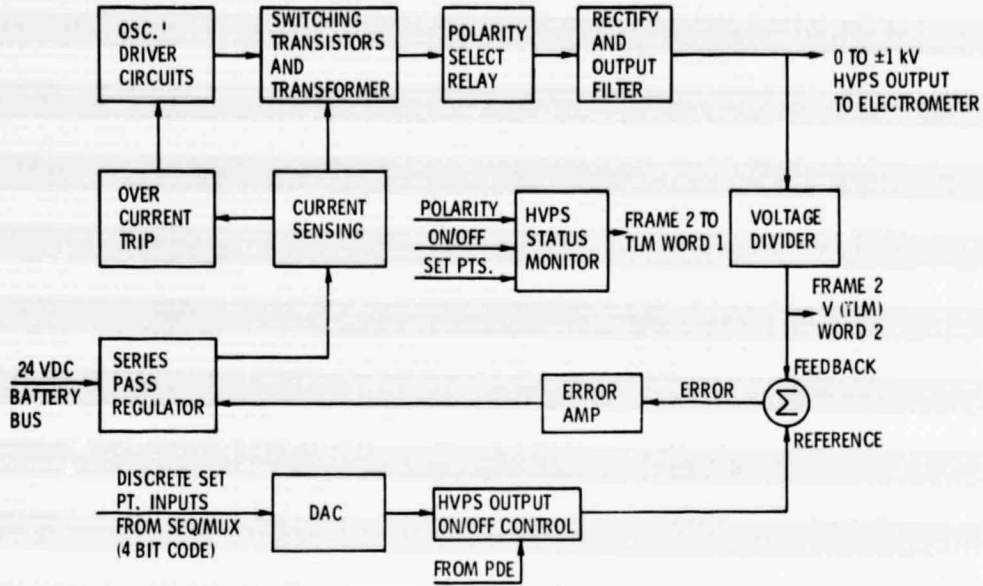 OSC.'
DRIVER
CIRCUITS
SWITCHING
TRANSISTORS
AND
TRANSFORMER
POLARITY
SELECT
RELAY
RECTIFY
AND
OUTPUT
FILTER
0 TO ±1 kV
HVPS OUTPUT
TO ELECTROMETER
OVER
CURRENT
TRIP
CURRENT
SENSING
POLARITY
ON/OFF
SET PTS.
HVPS
STATUS
MONITOR
FRAME 2 TO
TLM WORD 1
VOLTAGE
DIVIDER
FRAME 2
V (TLM)
WORD 2
24 VDC
BATTERY
BUS
SERIES
PASS
REGULATOR
ERROR
AMP
ERROR
FEEDBACK
Σ
REFERENCE
DISCRETE SET
PT. INPUTS
FROM SEQ/MUX
(4 BIT CODE)
DAC
HVPS OUTPUT
ON/OFF CONTROL
FROM PDE